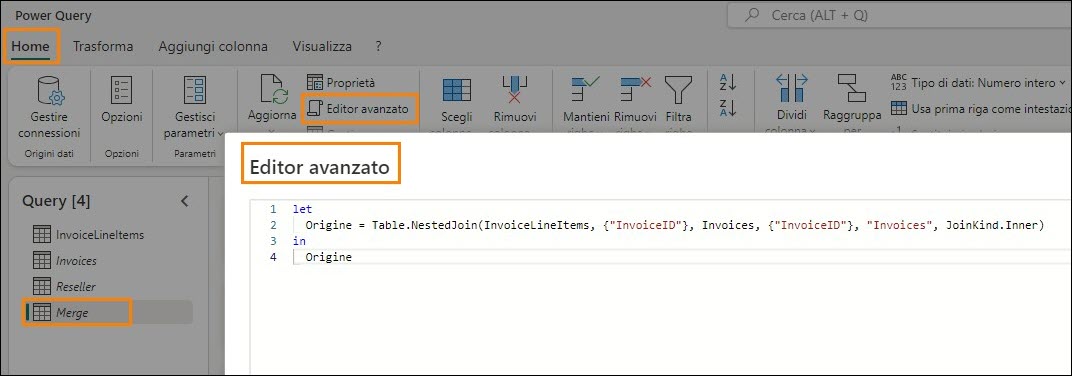 Power Query
Cerca (ALT + Q)
Home Trasforma Aggiungi colonna Visualizza ?
Gestire connessioni
Origini dati
Opzioni
Opzioni
Gestisci parametri
Parametri
Aggiorna
Proprietà
Editor avanzato
Scegli
Rimuovi
Mantieni
Rimuovi
Filtra
A Z
Z A
Dividi
Raggruppa
ABC 123 Tipo di dati: Numero intero
Usa prima riga come intestazio
Query [4]
InvoiceLineItems
Invoices
Reseller
Merge
Editor avanzato
1 let
2 Origine = Table.NestedJoin(InvoiceLineItems, {"InvoiceID"}, Invoices, {"InvoiceID"}, "Invoices", JoinKind.Inner)
3 in
4 Origine